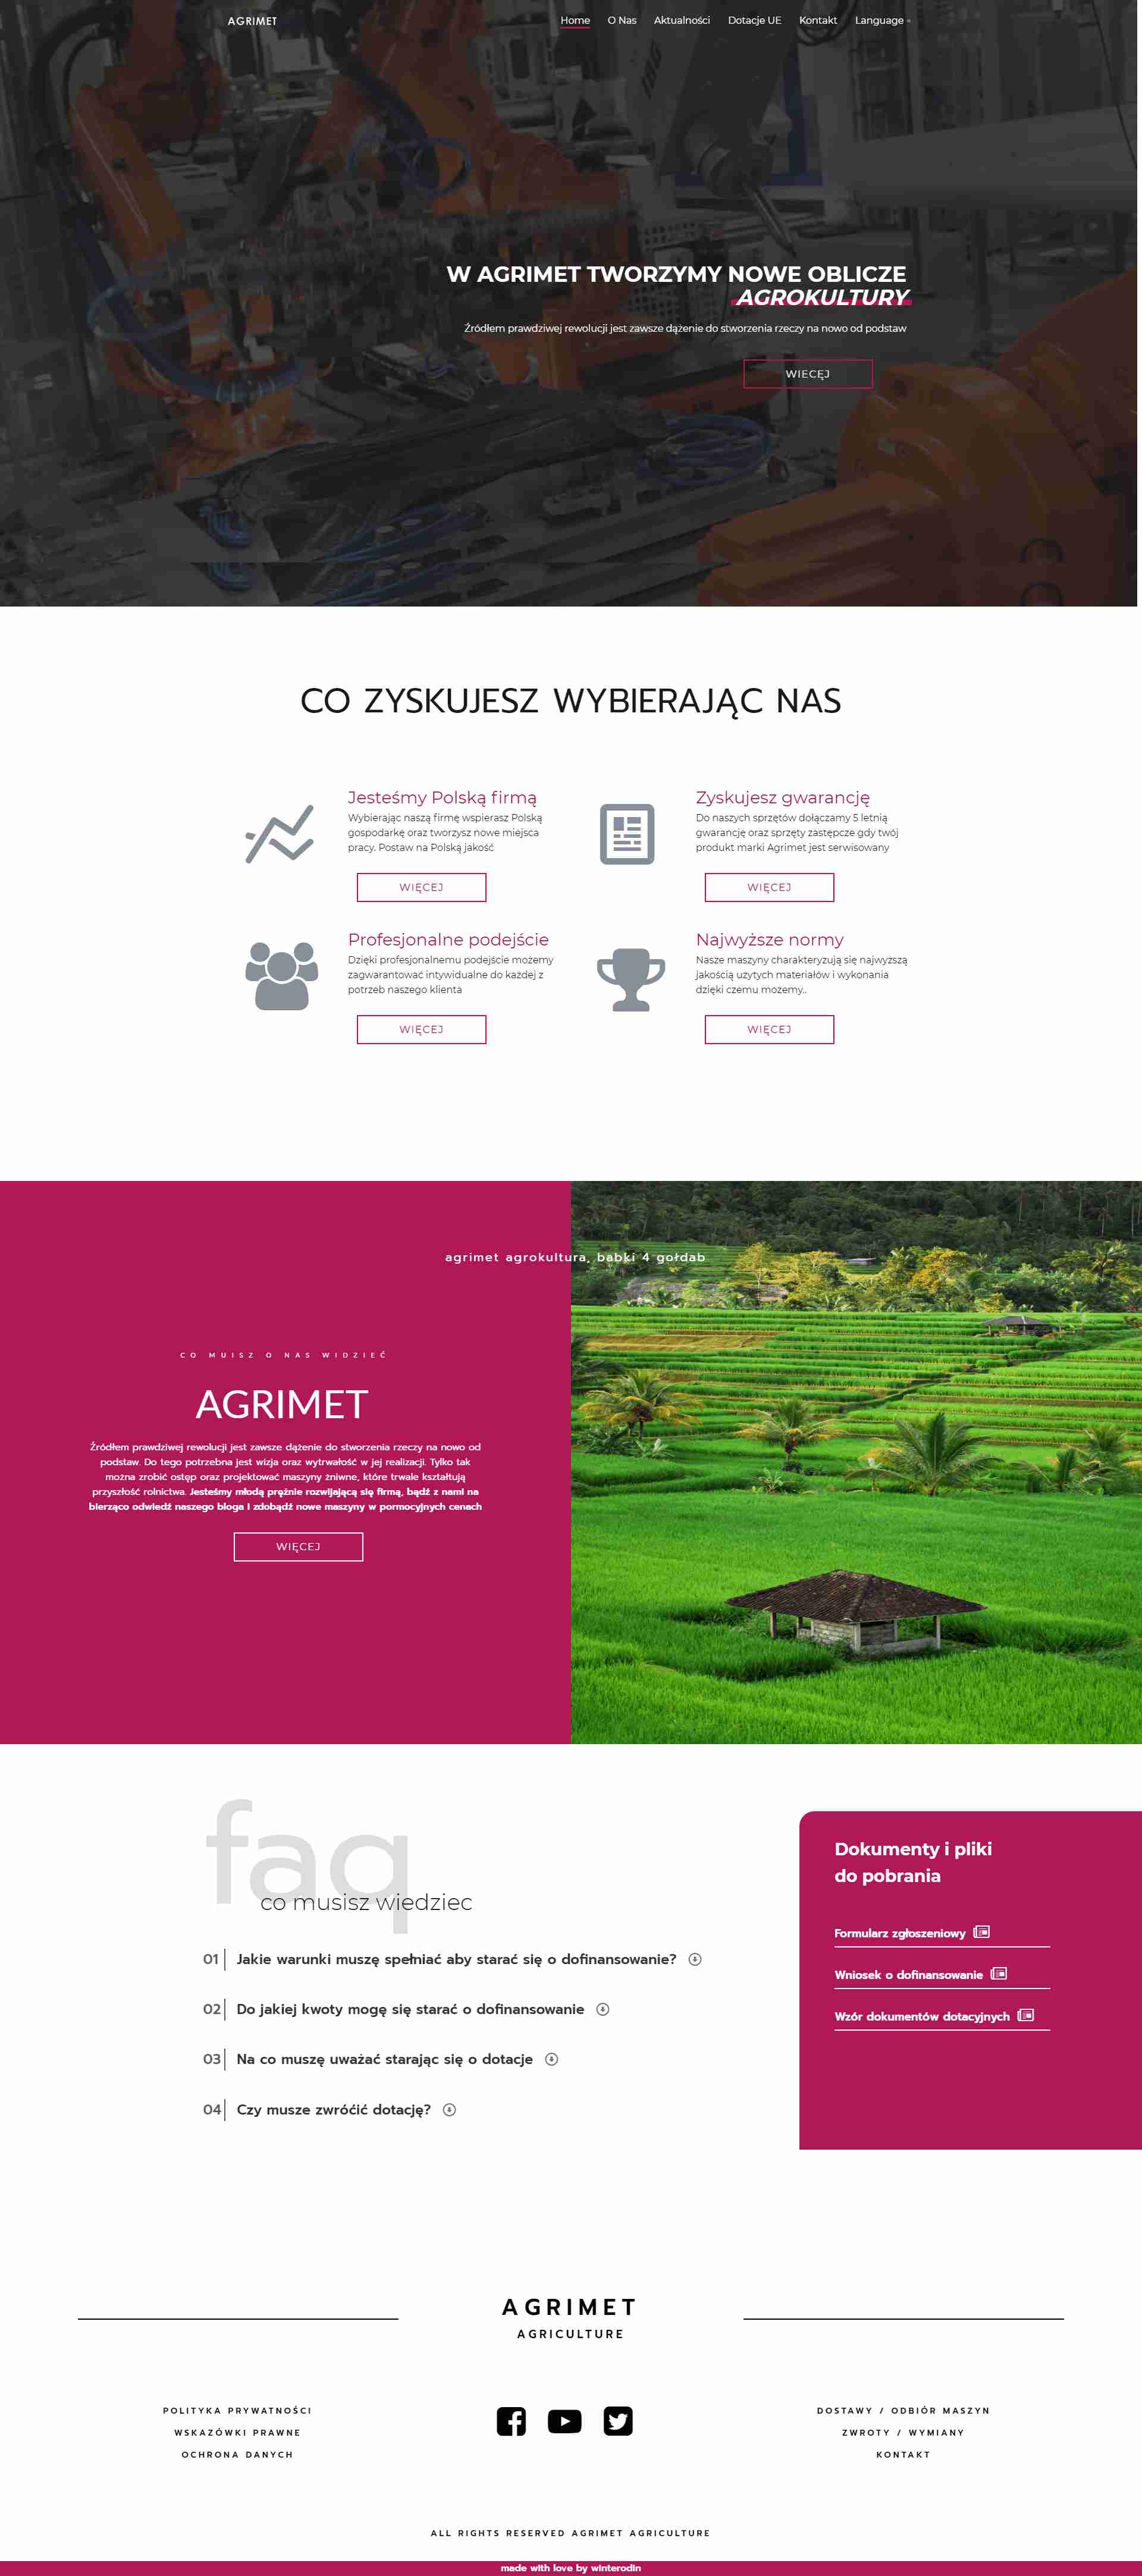 AGRIMET
Home O Nas Aktualności Dotacje UE Kontakt Language
W AGRIMET TWORZYMY NOWE OBLICZE
AGROKULTURY
Źródłem prawdziwej rewolucji jest zawsze dążenie do stworzenia rzeczy na nowo od podstaw
WIECĘJ
CO ZYSKUJESZ WYBIERAJĄC NAS
Jesteśmy Polską firmą
Wybierając naszą firmę wspierasz Polską
gospodarkę oraz tworzysz nowe miejsca
pracy. Postaw na Polską jakość
WIĘCEJ
Zyskujesz gwarancję
Do naszych sprzętów dołączamy 5 letnią
gwarancję oraz sprzęty zastępcze gdy twój
produkt marki Agrimet jest serwisowany
WIĘCEJ
Profesjonalne podejście
Dzięki profesjonalnemu podejście możemy
zagwarantować intywidualne do każdej z
potrzeb naszego klienta
WIĘCEJ
Najwyższe normy
Nasze maszyny charakteryzują się najwyższą
jakością użytych materiałów i wykonania
dzięki czemu możemy..
WIĘCEJ
agrimet agrokultura, babki 4 gołdab
CO MUISZ O NAS WIDZIEĆ
AGRIMET
Źródłem prawdziwej rewolucji jest zawsze dążenie do stworzenia rzeczy na nowo od
podstaw. Do tego potrzebna jest wizja oraz wytrwałość w jej realizacji. Tylko tak
można zrobić ostęp oraz projektować maszyny żniwne, które trwale kształtują
przyszłość rolnictwa. Jesteśmy młodą prężnie rozwijającą się firmą, bądź z nami na
bierząco odwiedź naszego bloga i zdobądź nowe maszyny w pormocyjnych cenach
WIĘCEJ
faq
co musisz wiedziec
01 Jakie warunki muszę spełniać aby starać się o dofinansowanie?
02 Do jakiej kwoty mogę się starać o dofinansowanie
03 Na co muszę uważać starając się o dotacje
04 Czy musze zwróćić dotację?
Dokumenty i pliki
do pobrania
Formularz zgłoszeniowy
Wniosek o dofinansowanie
Wzór dokumentów dotacyjnych
AGRIMET
AGRICULTURE
POLITYKA PRYWATNOŚCI
WSKAZÓWKI PRAWNE
OCHRONA DANYCH
DOSTAWY / ODBIÓR MASZYN
ZWROTY / WYMIANY
KONTAKT
ALL RIGHTS RESERVED AGRIMET AGRICULTURE
made with love by winterodin